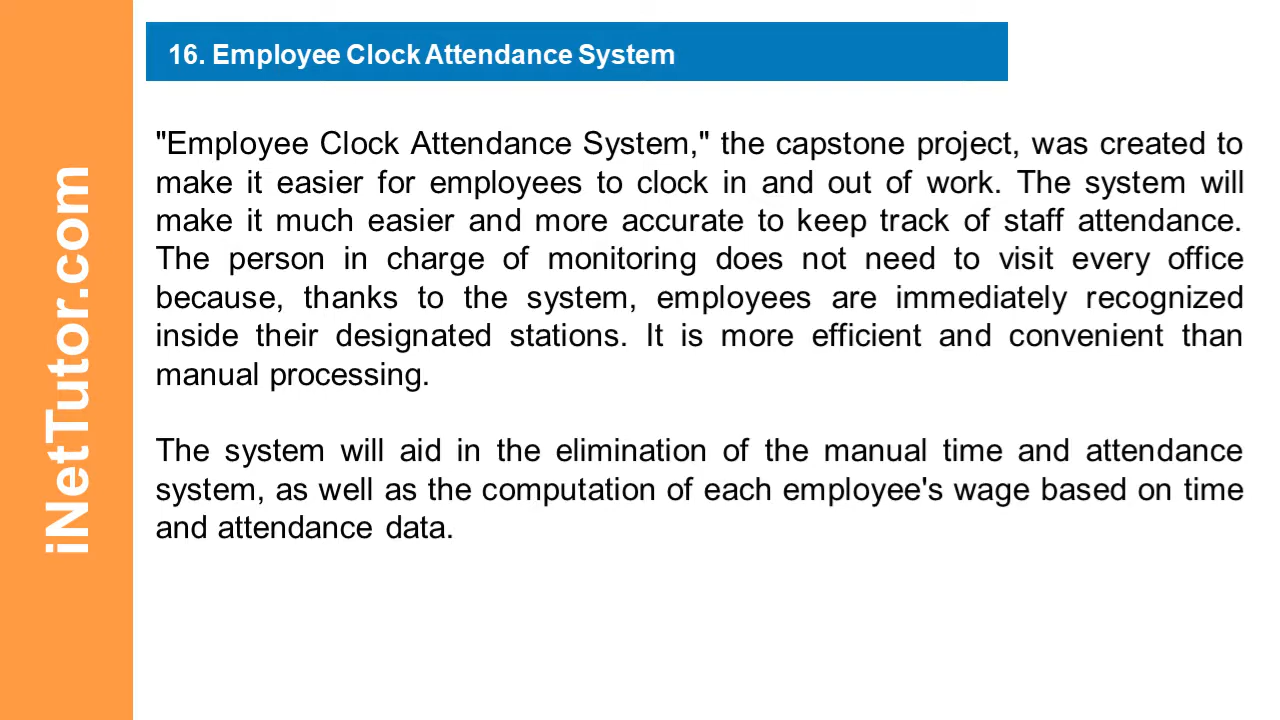 iNetTutor.com
16. Employee Clock Attendance System
"Employee Clock Attendance System," the capstone project, was created to
make it easier for employees to clock in and out of work. The system will
make it much easier and more accurate to keep track of staff attendance.
The person in charge of monitoring does not need to visit every office
because, thanks to the system, employees are immediately recognized
inside their designated stations. It is more efficient and convenient than
manual processing.
The system will aid in the elimination of the manual time and attendance
system, as well as the computation of each employee's wage based on time
and attendance data.